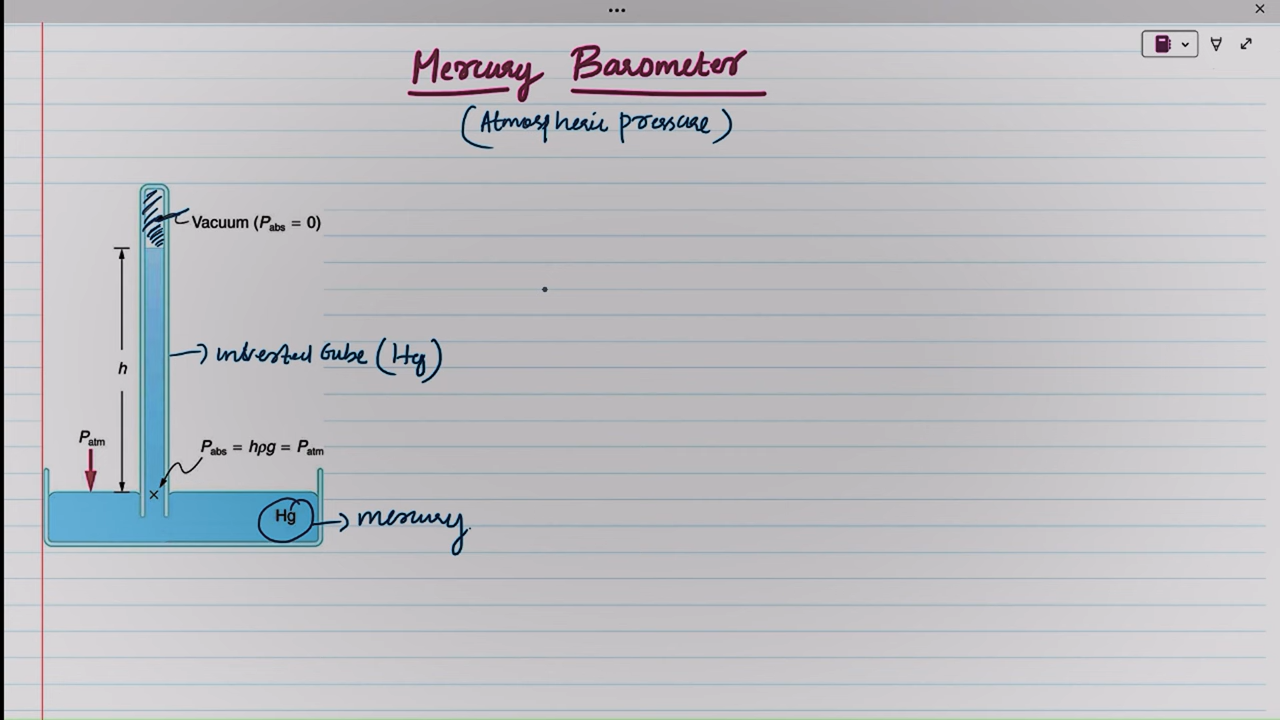 Mercury Barometer
(Atmospheric pressure)
Vacuum (Pabs = 0)
h
→ inverted tube (Hg)
Patm
Pabs = hρg = Patm
Hg → mercury.